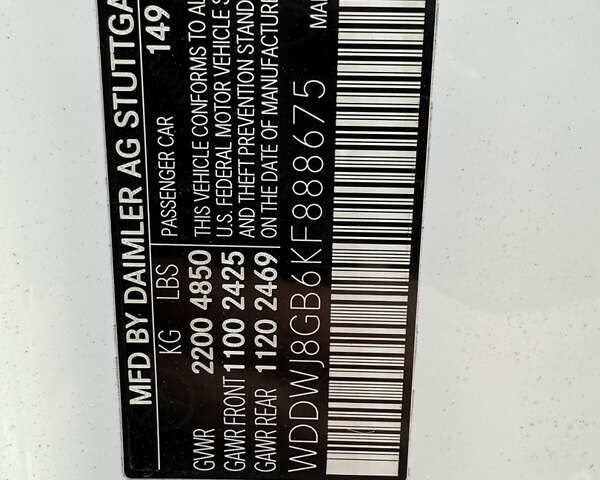 MFD BY DAIMLER AG STUTTGA
149
KG LBS PASSENGER CAR
GVWR 2200 4850 THIS VEHICLE CONFORMS TO AL
GAWR FRONT 1100 2425 U.S. FEDERAL MOTOR VEHICLE S
GAWR REAR 1120 2469 AND THEFT PREVENTION STAND
ON THE DATE OF MANUFACTURE
WDDWJ8GB6KF888675 MA